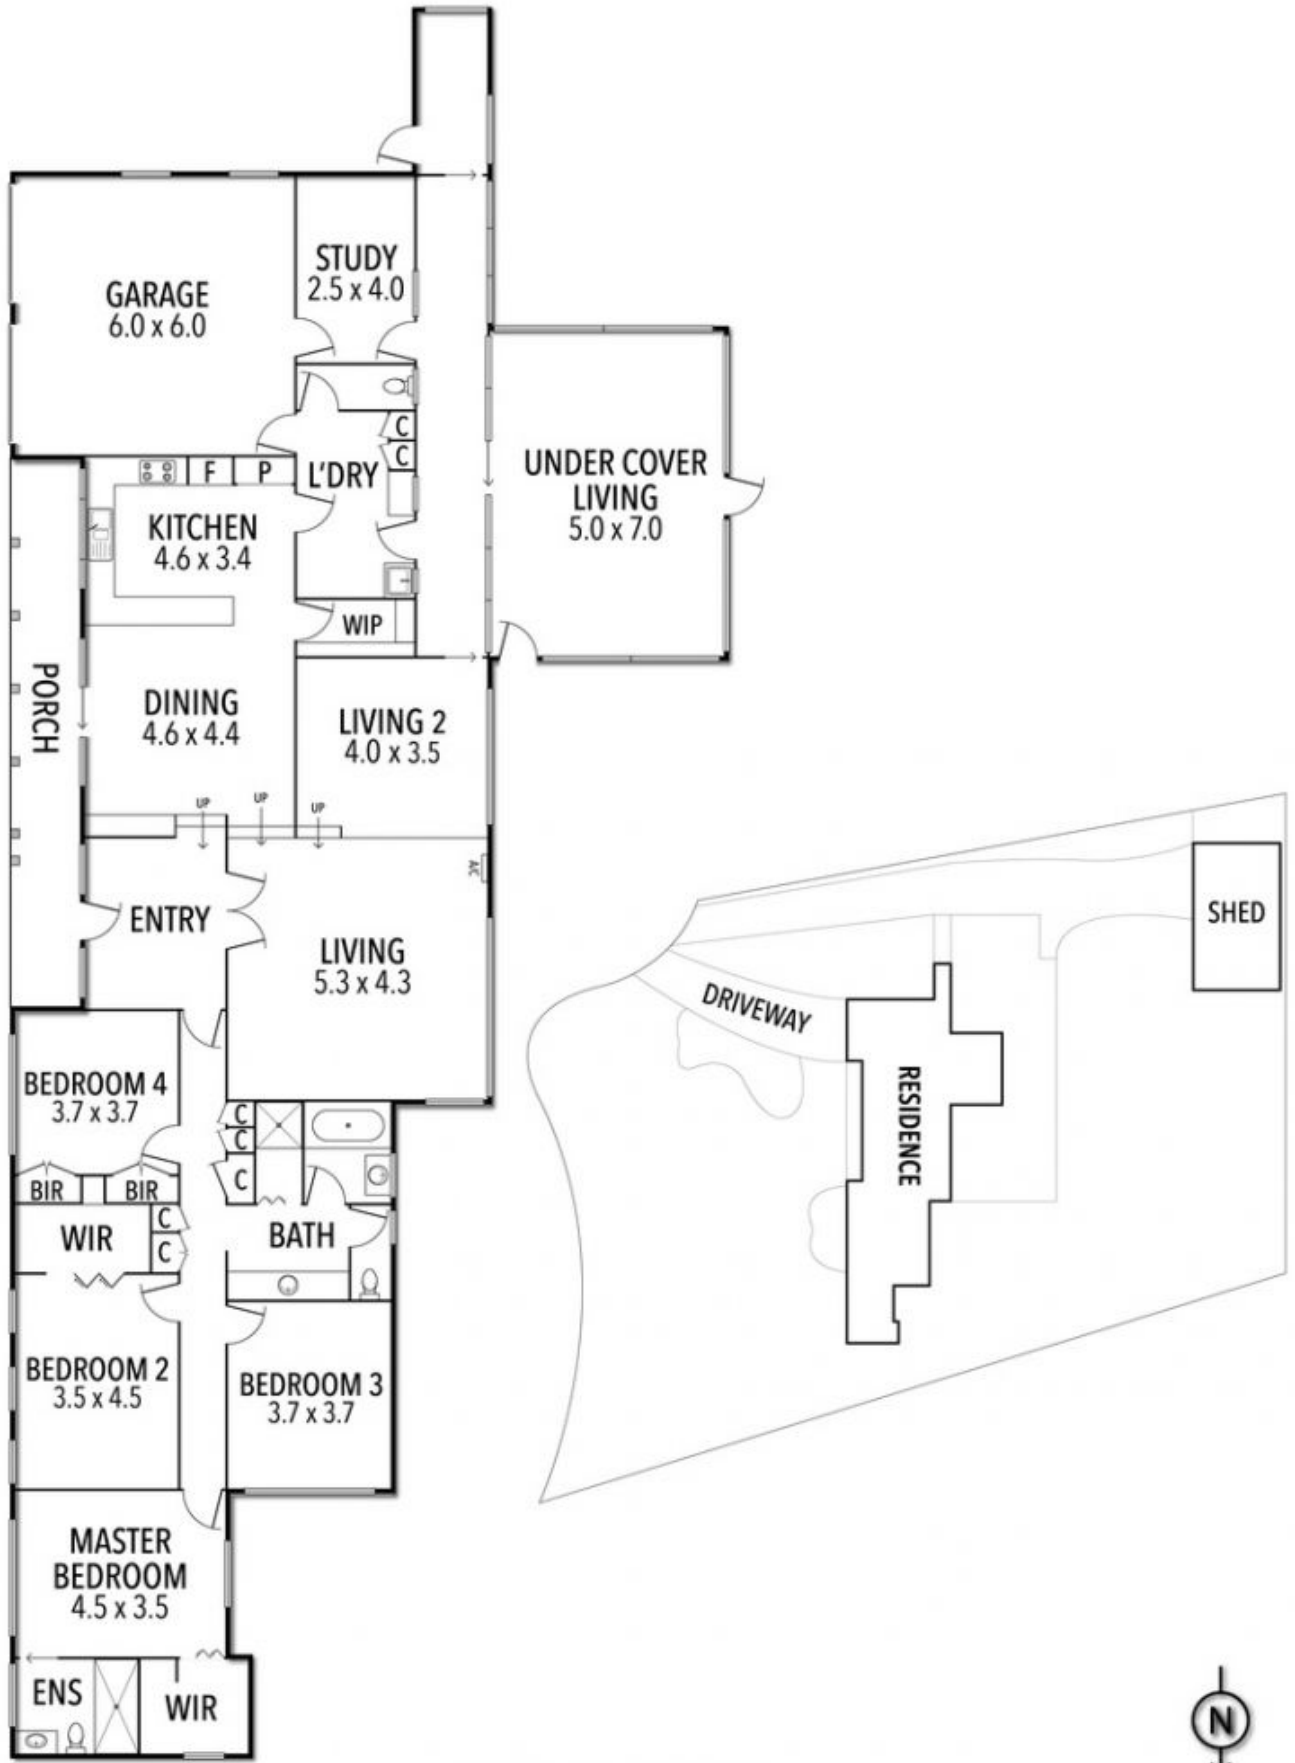 GARAGE
6.0 x 6.0
STUDY
2.5 x 4.0
C
C
F
P
L'DRY
UNDER COVER
LIVING
5.0 x 7.0
KITCHEN
4.6 x 3.4
WIP
PORCH
DINING
4.6 x 4.4
LIVING 2
4.0 x 3.5
UP
UP
UP
A/C
ENTRY
LIVING
5.3 x 4.3
BEDROOM 4
3.7 x 3.7
C
C
C
BIR
BIR
WIR
C
C
BATH
BEDROOM 2
3.5 x 4.5
BEDROOM 3
3.7 x 3.7
MASTER
BEDROOM
4.5 x 3.5
ENS
WIR
SHED
DRIVEWAY
RESIDENCE
N